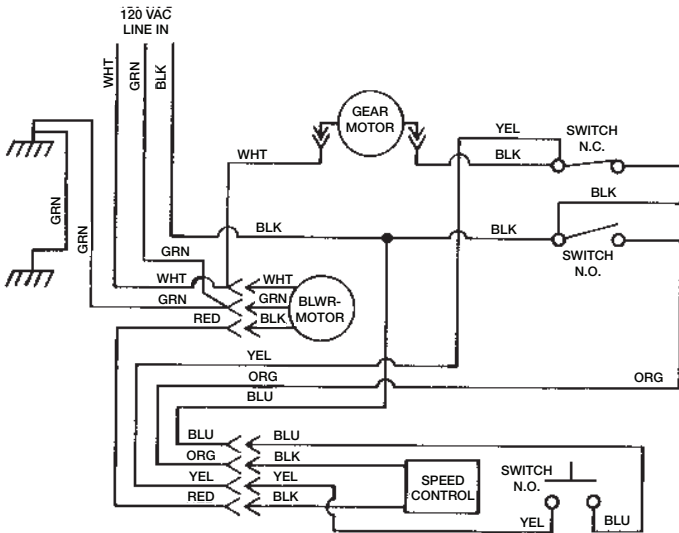 120 VAC
LINE IN
WHT
GRN
BLK
GEAR
MOTOR
YEL
SWITCH
N.C.
WHT
BLK
BLK
GRN
GRN
BLK
BLK
GRN
SWITCH
N.O.
WHT
WHT
GRN
GRN
BLWR-
MOTOR
RED
BLK
YEL
ORG
ORG
BLU
BLU
BLU
ORG
BLK
YEL
YEL
SPEED
CONTROL
SWITCH
N.O.
RED
BLK
YEL
BLU